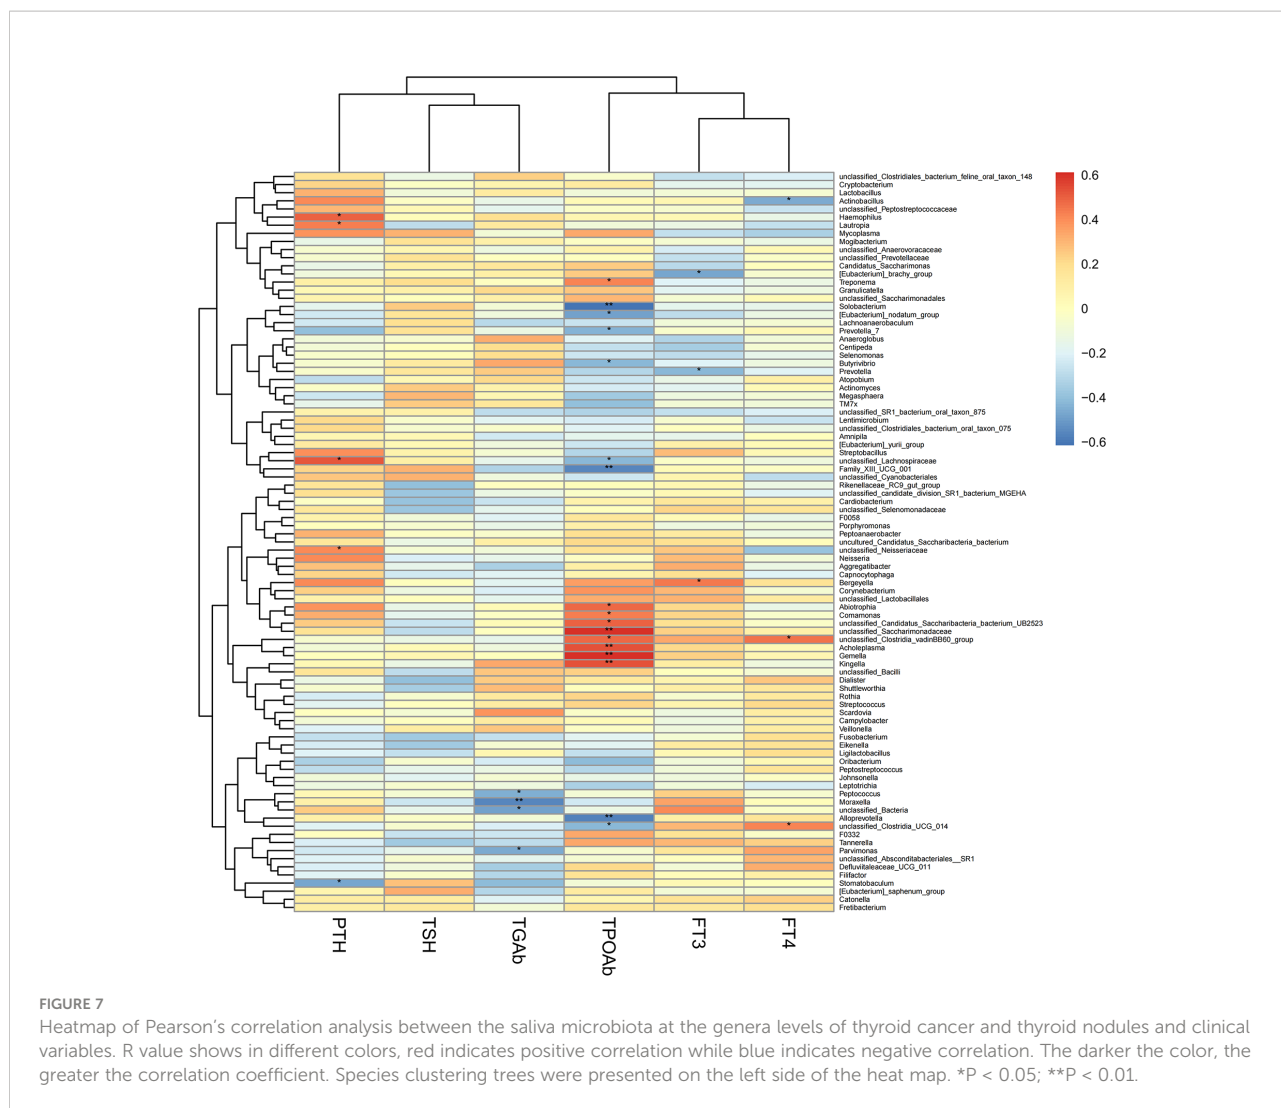 unclassified_Clostridiales_bacterium_feline_oral_taxon_148
Cryptobacterium
Lactobacillus
Actinobacillus
*
unclassified_Peptostreptococcaceae
Haemophilus
*
Lautropia
*
Mycoplasma
Mogibacterium
unclassified_Anaerovoracaceae
unclassified_Prevotellaceae
Candidatus_Saccharimonas
[Eubacterium]_brachy_group
*
Treponema
*
Granulicatella
unclassified_Saccharimonadales
Solobacterium
**
[Eubacterium]_nodatum_group
*
Lachnoanaerobaculum
Prevotella_7
*
Anaeroglobus
Centipeda
Selenomonas
Butyrivibrio
*
Prevotella
*
Atopobium
Actinomyces
Megasphaera
TM7x
unclassified_SR1_bacterium_oral_taxon_875
Lentimicrobium
unclassified_Clostridiales_bacterium_oral_taxon_075
Amnipila
[Eubacterium]_yurii_group
Streptobacillus
unclassified_Lachnospiraceae
* *
Family_XIII_UCG_001
**
unclassified_Cyanobacteriales
Rikenellaceae_RC9_gut_group
unclassified_candidate_division_SR1_bacterium_MGEHA
Cardiobacterium
unclassified_Selenomonadaceae
F0058
Porphyromonas
Peptoanaerobacter
uncultured_Candidatus_Saccharibacteria_bacterium
unclassified_Neisseriaceae
*
Neisseria
Aggregatibacter
Capnocytophaga
Bergeyella
*
Corynebacterium
unclassified_Lactobacillales
Abiotrophia
*
Comamonas
*
unclassified_Candidatus_Saccharibacteria_bacterium_UB2523
*
unclassified_Saccharimonadaceae
**
unclassified_Clostridia_vadinBB60_group
* *
Acholeplasma
**
Gemella
**
Kingella
**
unclassified_Bacilli
Dialister
Shuttleworthia
Rothia
Streptococcus
Scardovia
Campylobacter
Veillonella
Fusobacterium
Eikenella
Ligilactobacillus
Oribacterium
Peptostreptococcus
Johnsonella
Leptotrichia
Peptococcus
*
Moraxella
**
unclassified_Bacteria
*
Alloprevotella
**
unclassified_Clostridia_UCG_014
* *
F0332
Tannerella
Parvimonas
*
unclassified_Absconditabacteriales__SR1
Defluviitaleaceae_UCG_011
Filifactor
Stomatobaculum
*
[Eubacterium]_saphenum_group
Catonella
Fretibacterium
0.6
0.4
0.2
0
−0.2
−0.4
−0.6
PTH
TSH
TGAb
TPOAb
FT3
FT4
FIGURE 7
Heatmap of Pearson's correlation analysis between the saliva microbiota at the genera levels of thyroid cancer and thyroid nodules and clinical
variables. R value shows in different colors, red indicates positive correlation while blue indicates negative correlation. The darker the color, the
greater the correlation coefficient. Species clustering trees were presented on the left side of the heat map. *P < 0.05; **P < 0.01.